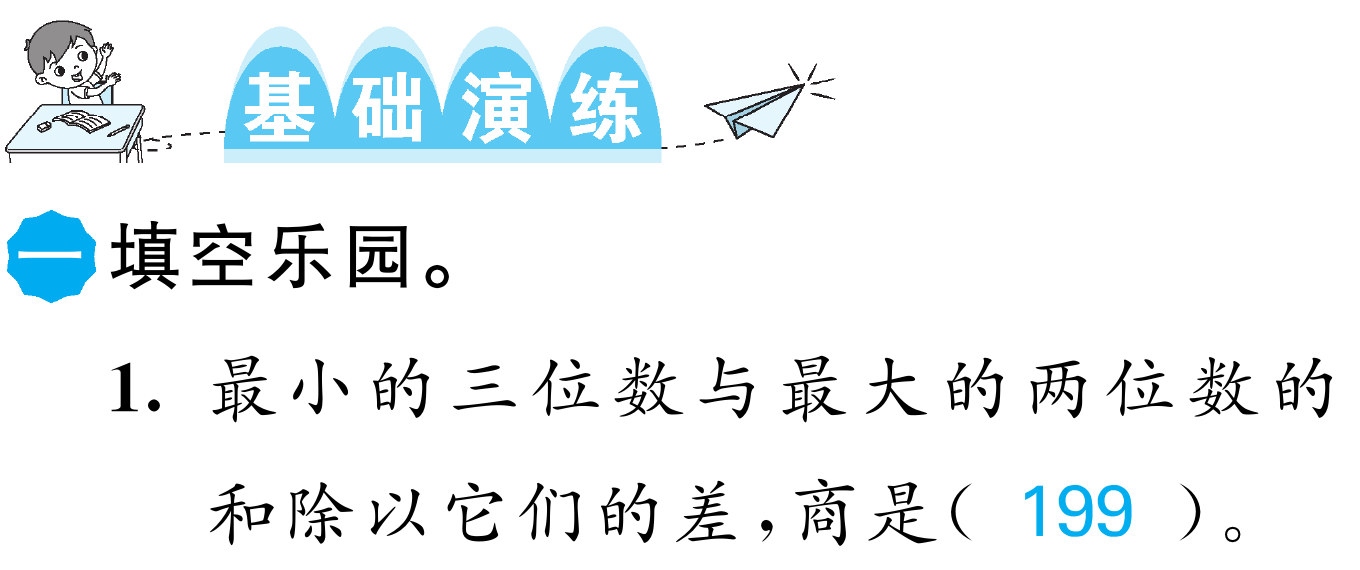 基础演练
一 填空乐园。
1. 最小的三位数与最大的两位数的
和除以它们的差,商是( 199 )。